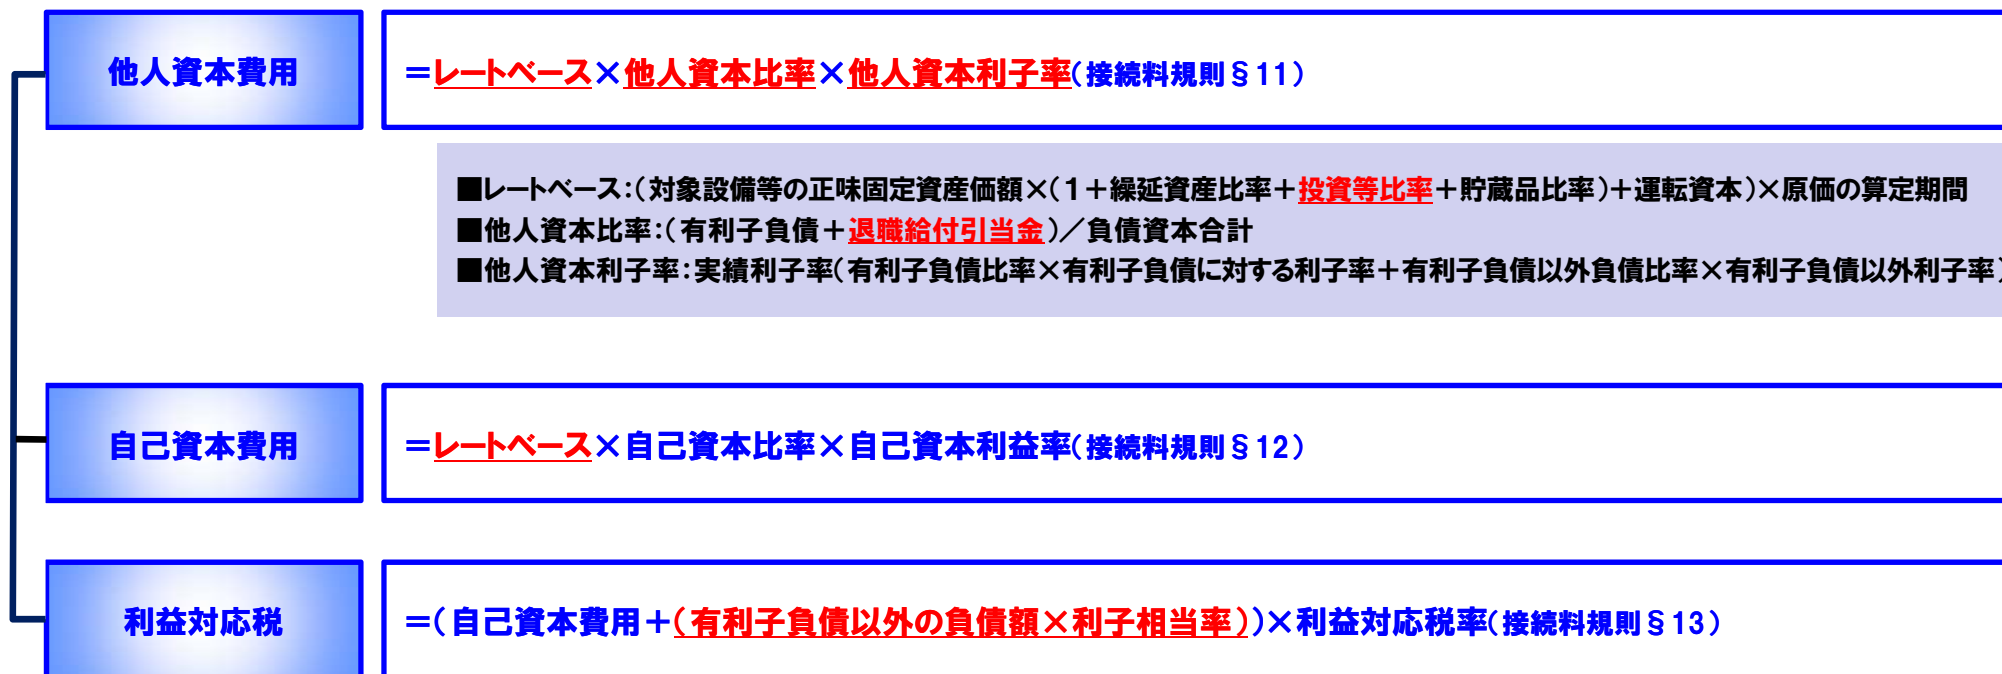 他人資本費用
＝レートベース×他人資本比率×他人資本利子率(接続料規則§11)
■レートベース：(対象設備等の正味固定資産価額×(1＋繰延資産比率＋投資等比率＋貯蔵品比率)＋運転資本)×原価の算定期間
■他人資本比率：(有利子負債＋退職給付引当金)／負債資本合計
■他人資本利子率：実績利子率(有利子負債比率×有利子負債に対する利子率＋有利子負債以外負債比率×有利子負債以外利子率)
自己資本費用
＝レートベース×自己資本比率×自己資本利益率(接続料規則§12)
利益対応税
＝(自己資本費用＋(有利子負債以外の負債額×利子相当率))×利益対応税率(接続料規則§13)